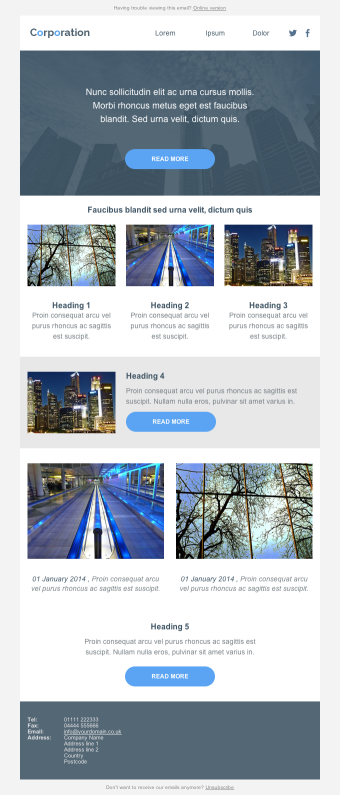 Having trouble viewing this email? Online version
Corporation
Lorem Ipsum Dolor
Nunc sollicitudin elit ac urna cursus mollis.
Morbi rhoncus metus eget est faucibus
blandit. Sed urna velit, dictum quis.
READ MORE
Faucibus blandit sed urna velit, dictum quis
Heading 1
Proin consequat arcu vel
purus rhoncus ac sagittis
est suscipit.
Heading 2
Proin consequat arcu vel
purus rhoncus ac sagittis
est suscipit.
Heading 3
Proin consequat arcu vel
purus rhoncus ac sagittis
est suscipit.
Heading 4
Proin consequat arcu vel purus rhoncus ac sagittis est
suscipit. Nullam nulla eros, pulvinar sit amet varius in.
READ MORE
01 January 2014 , Proin consequat arcu
vel purus rhoncus ac sagittis est suscipit.
01 January 2014 , Proin consequat arcu
vel purus rhoncus ac sagittis est suscipit.
Heading 5
Proin consequat arcu vel purus rhoncus ac sagittis est
suscipit. Nullam nulla eros, pulvinar sit amet varius in.
READ MORE
Tel: 01111 222333
Fax: 04444 555666
Email: info@yourdomain.co.uk
Address: Company Name
Address line 1
Address line 2
Country
Postcode
Don't want to receive our emails anymore? Unsubscribe